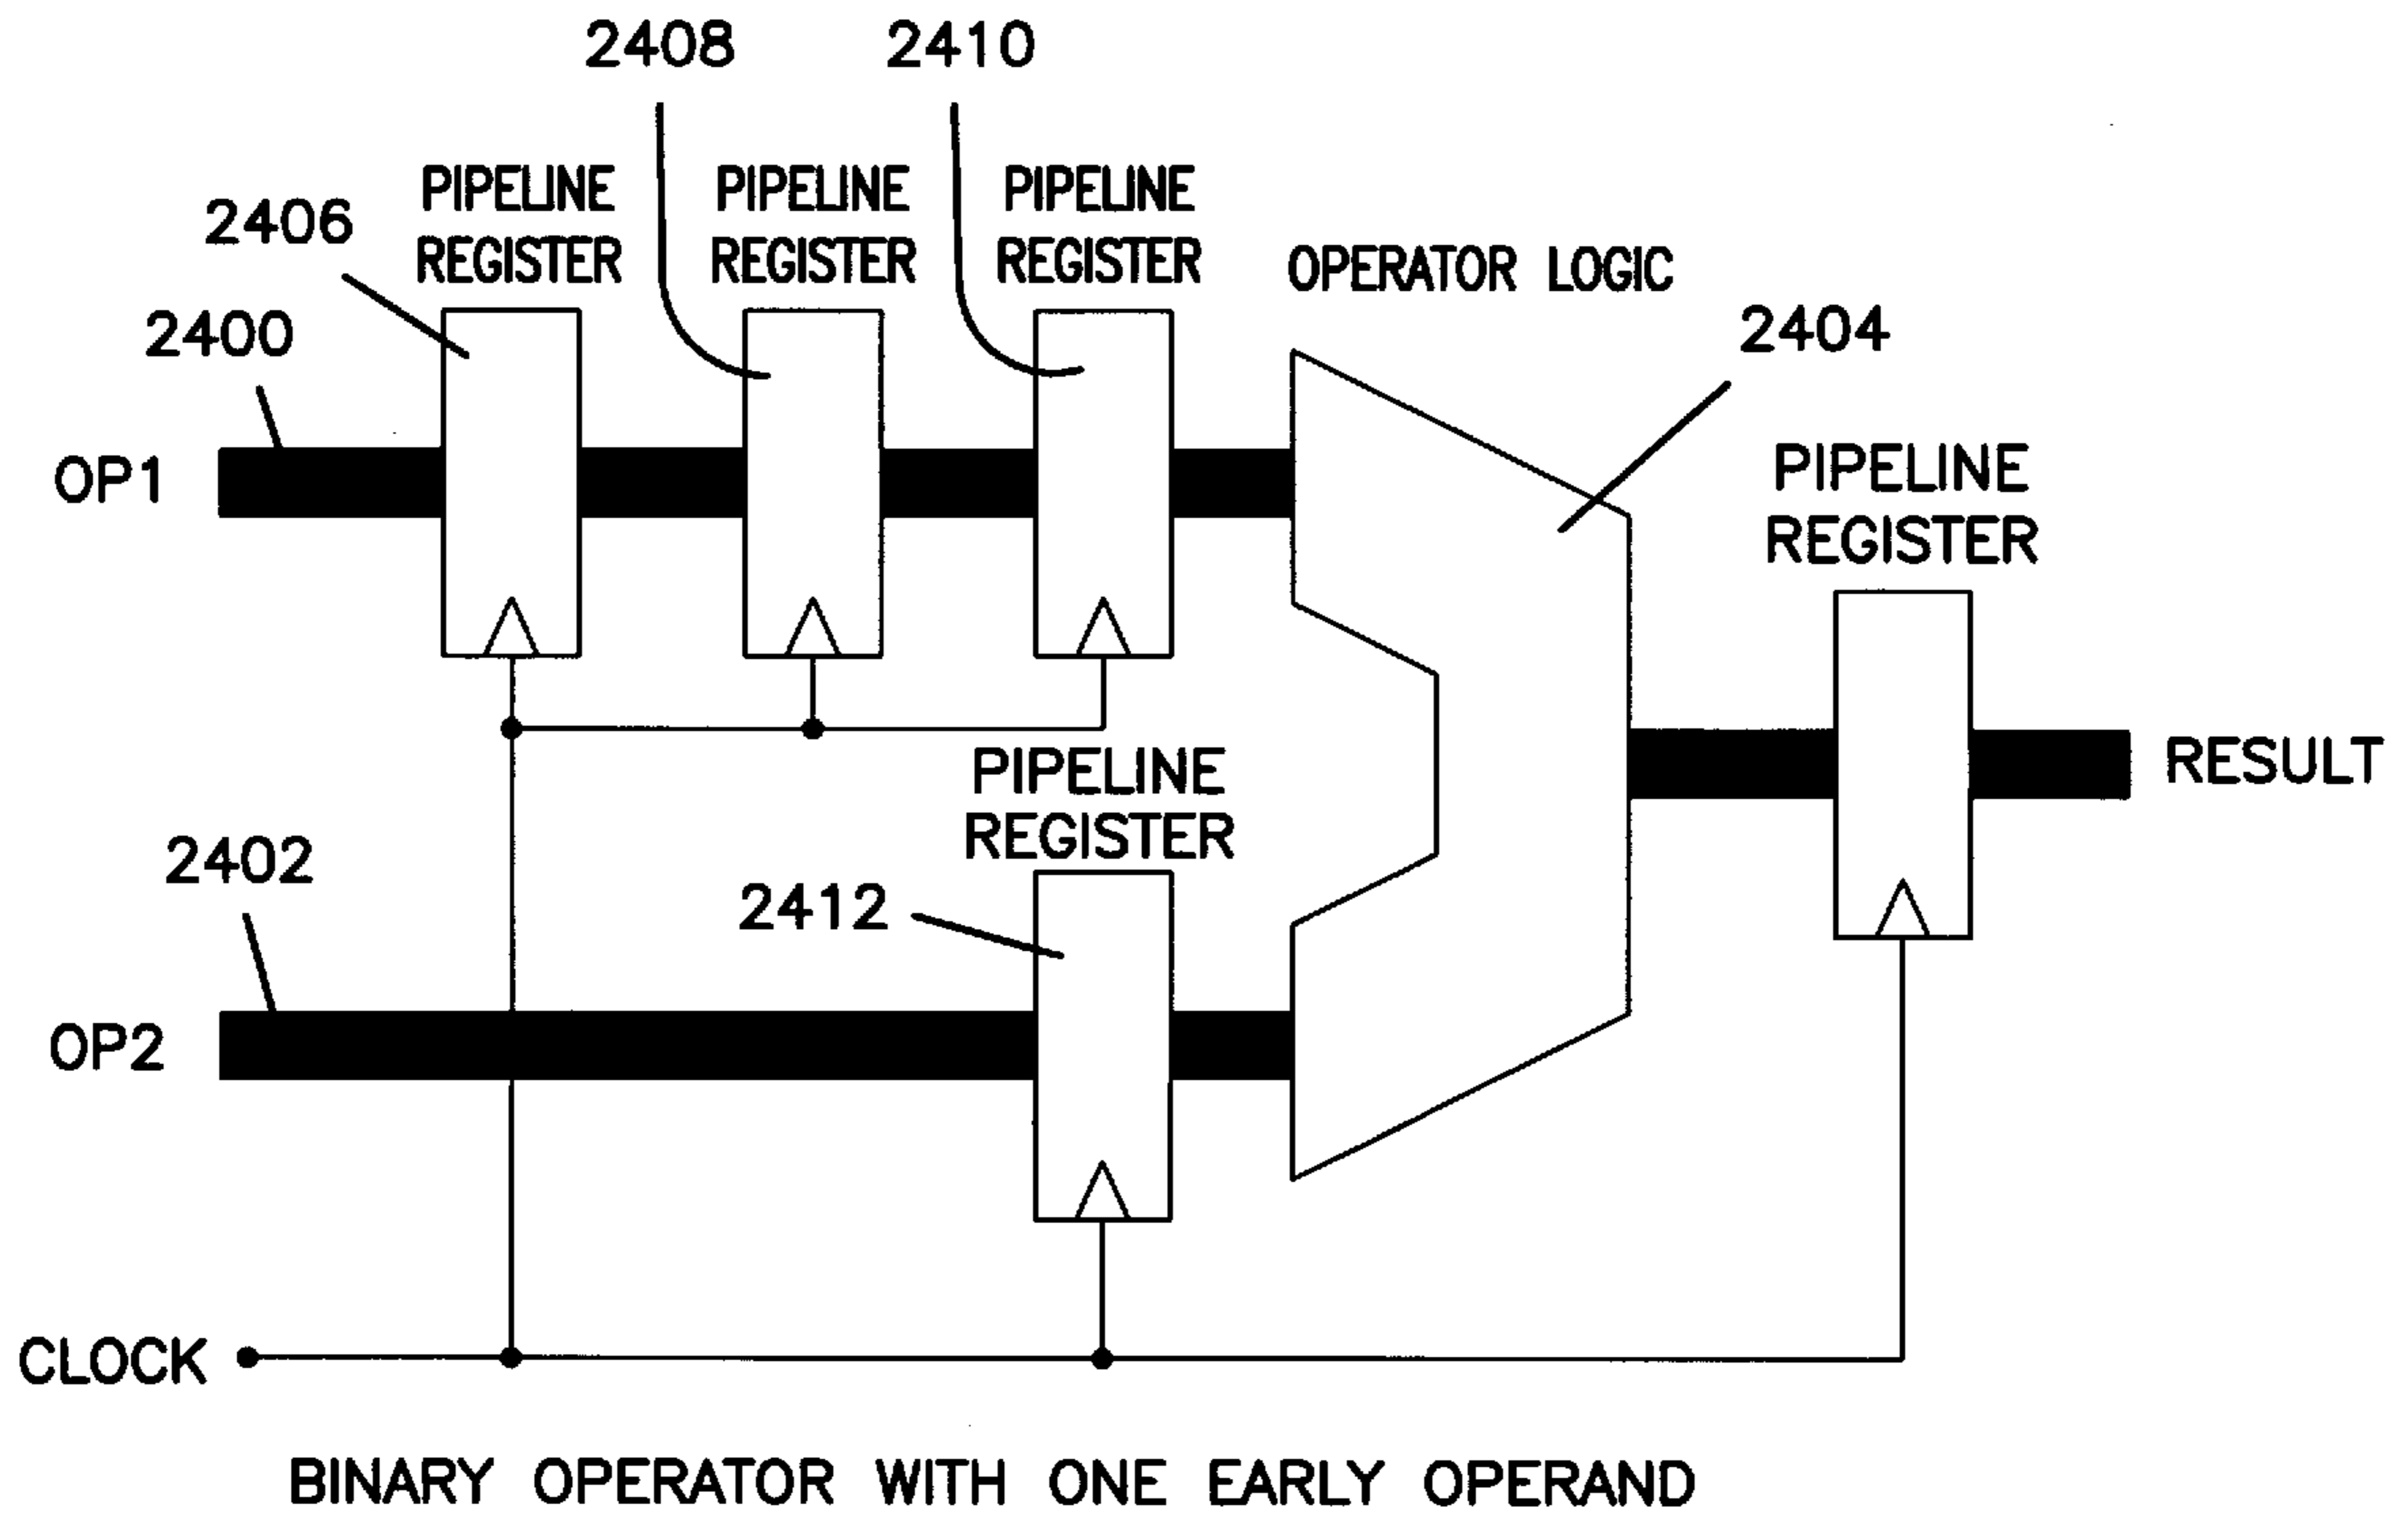 2408
2410
PIPELINE
REGISTER
PIPELINE
REGISTER
PIPELINE
REGISTER
2406
2400
OPERATOR LOGIC
2404
OP1
PIPELINE
REGISTER
PIPELINE
REGISTER
RESULT
2402
2412
OP2
CLOCK
BINARY OPERATOR WITH ONE EARLY OPERAND